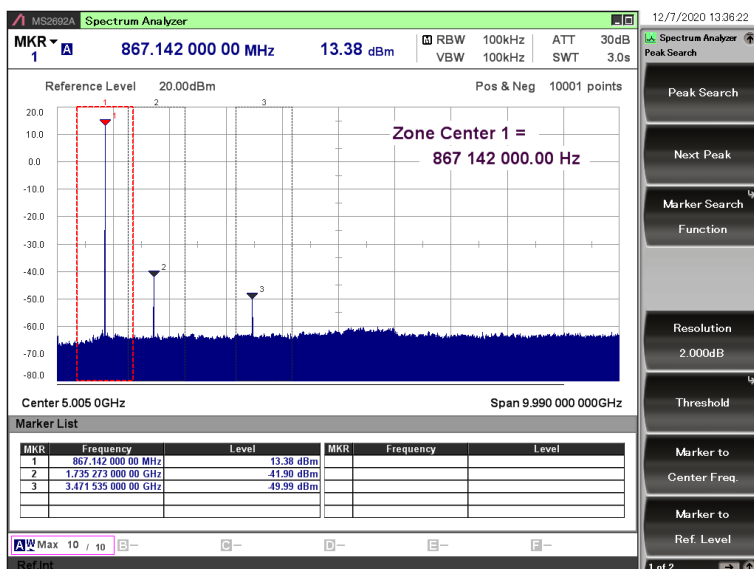 MS2692A Spectrum Analyzer
12/7/2020 13:36:22
MKR 1 A 867.142 000 00 MHz 13.38 dBm
A RBW 100kHz ATT 30dB
VBW 100kHz SWT 3.0s
Reference Level 20.00dBm Pos & Neg 10001 points
1 2 3
20.0
10.0
0.0
-10.0
-20.0
-30.0
-40.0
-50.0
-60.0
-70.0
-80.0
1
2
3
Zone Center 1 =
867 142 000.00 Hz
Center 5.005 0GHz Span 9.990 000 000GHz
Marker List
MKR Frequency Level MKR Frequency Level
1 867.142 000 00 MHz 13.38 dBm
2 1.735 273 000 00 GHz -41.90 dBm
3 3.471 535 000 00 GHz -49.99 dBm
A W Max 10 / 10 B- C- D- E- F-
Ref.Int
Spectrum Analyzer
Peak Search
Peak Search
Next Peak
Marker Search
Function
Resolution
2.000dB
Threshold
Marker to
Center Freq.
Marker to
Ref. Level
1 of 2